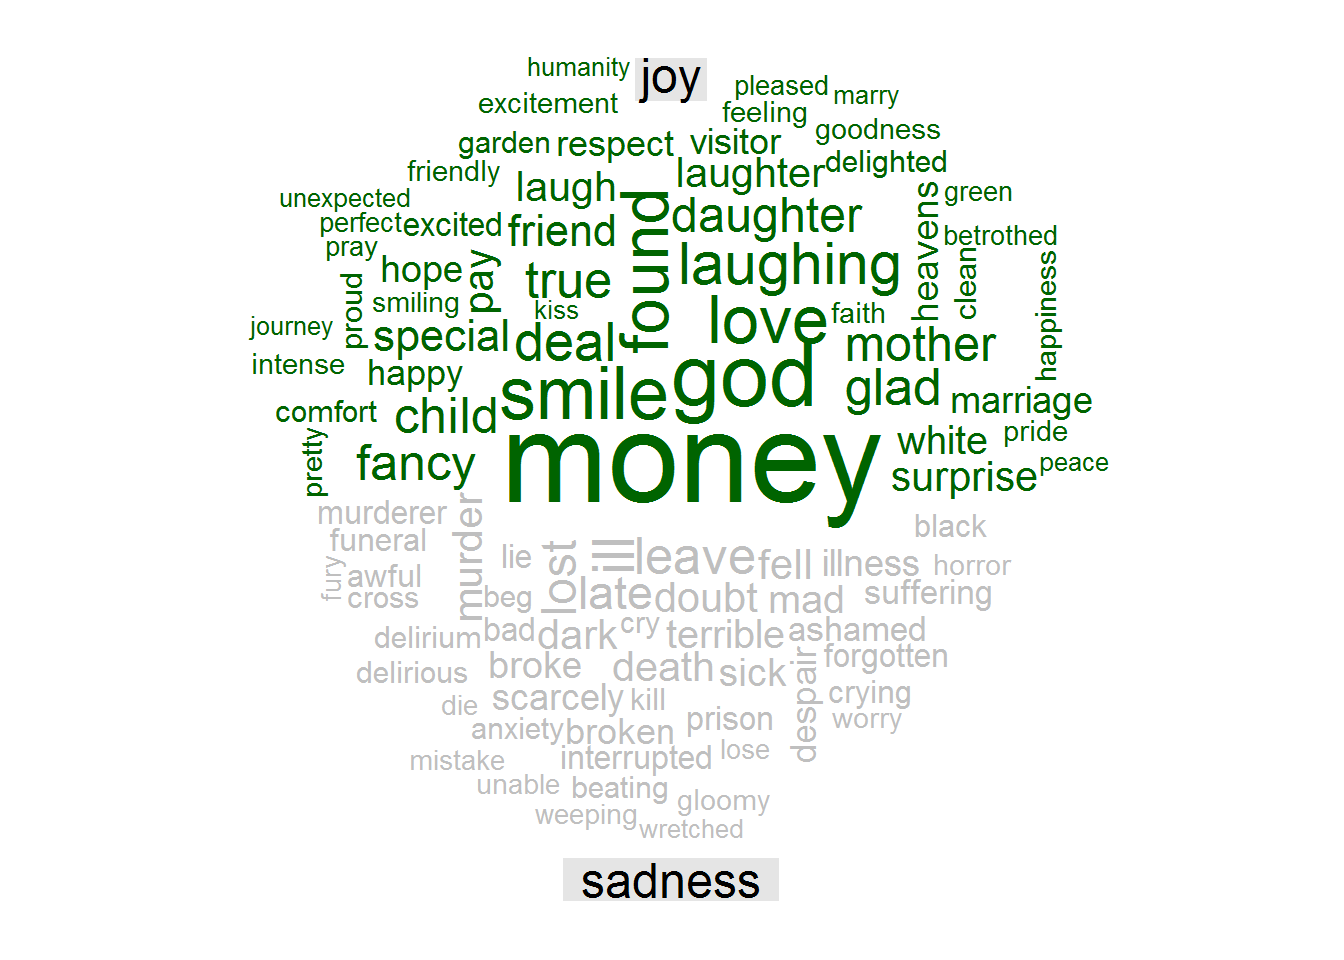 joy
humanity
pleased
marry
excitement
feeling
goodness
garden
respect
visitor
delighted
friendly
laugh
laughter
green
unexpected
found
daughter
heavens
perfect
excited
friend
betrothed
pray
hope
pay
true
laughing
clean
happiness
proud
smiling
kiss
love
faith
journey
special
deal
mother
intense
happy
smile
god
glad
marriage
comfort
child
money
white
pride
pretty
fancy
surprise
peace
murderer
murder
black
funeral
lie
lost
ill
leave
fell
illness
horror
fury
awful
cross
beg
late
doubt
mad
suffering
delirium
bad
dark
cry
terrible
ashamed
delirious
broke
death
sick
despair
forgotten
die
scarcely
kill
crying
anxiety
broken
prison
worry
mistake
interrupted
lose
unable
beating
gloomy
weeping
wretched
sadness